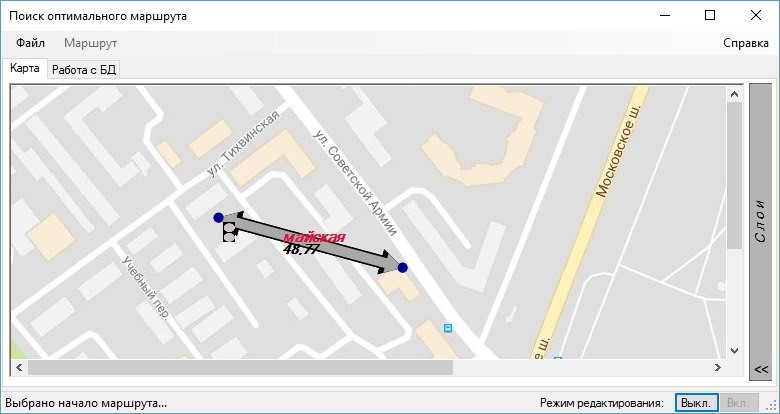 Поиск оптимального маршрута
Файл Маршрут Справка
Карта Работа с БД
ул. Тихвинская
ул. Советской Армии
Московское ш.
Слои
майская
48,77
Учебный пер.
ое ш.
<<
Выбрано начало маршрута... Режим редактирования: Выкл. Вкл.